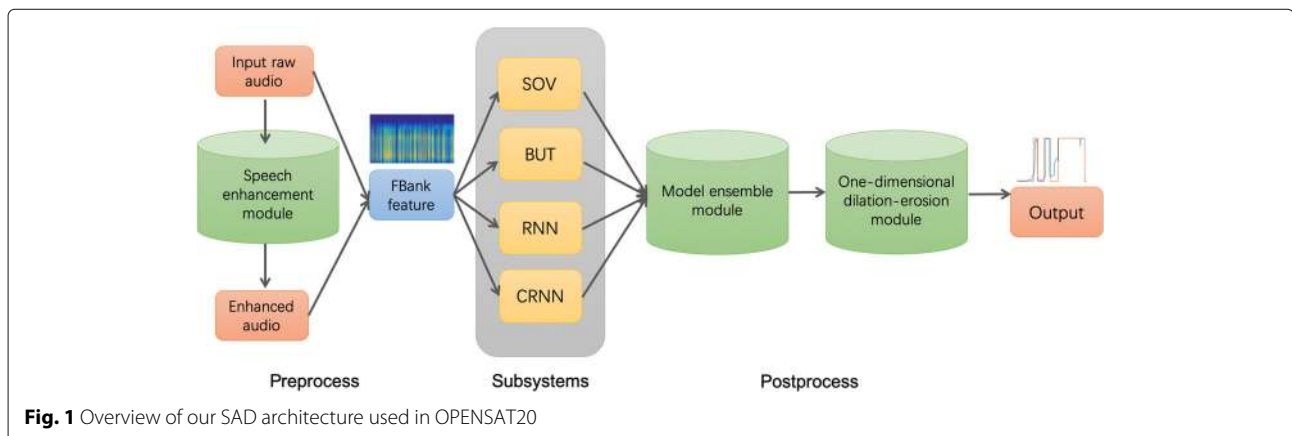 Input raw
audio
Speech
enhancement
module
Enhanced
audio
FBank
feature
SOV
BUT
RNN
CRNN
Model ensemble
module
One-dimensional
dilation-erosion
module
Output
Preprocess
Subsystems
Postprocess
Fig. 1 Overview of our SAD architecture used in OPENSAT20